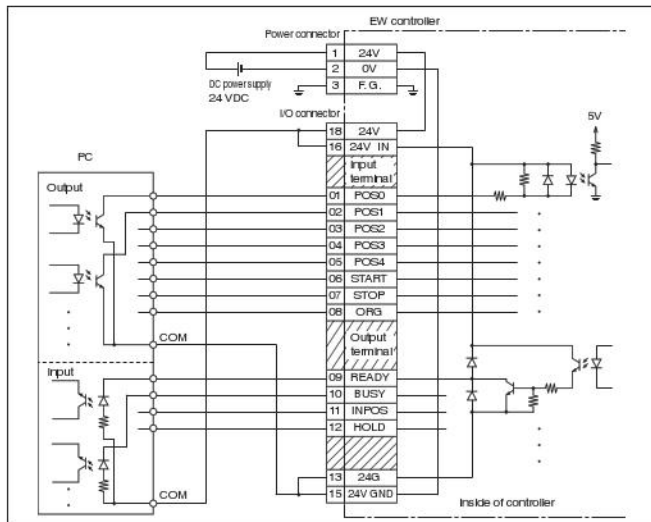 EW controller
Power connector
1 24V
2 0V
3 F.G.
DC power supply
24 VDC
I/O connector
5V
18 24V
16 24V IN
Input
terminal
PC
Output
01 POS0
02 POS1
03 POS2
04 POS3
05 POS4
06 START
07 STOP
08 ORG
COM
Output
terminal
Input
09 READY
10 BUSY
11 INPOS
12 HOLD
13 24G
15 24V GND
COM
Inside of controller